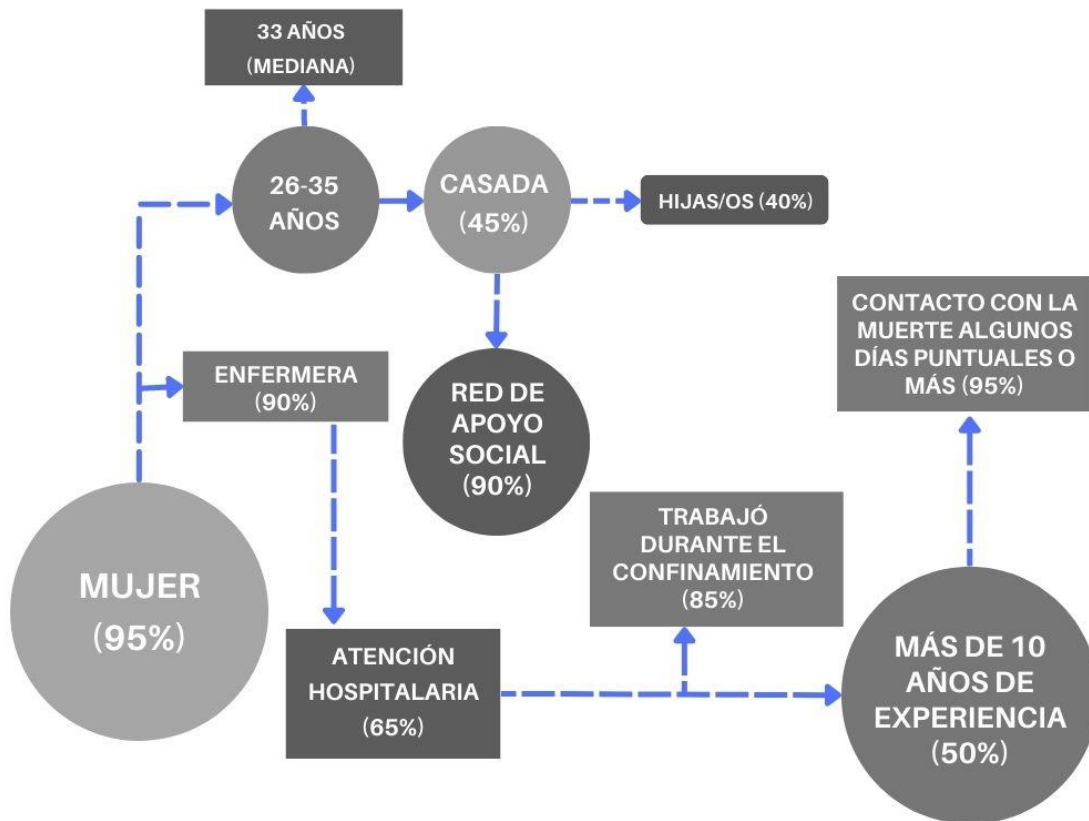 33 AÑOS
(MEDIANA)
26-35
AÑOS
CASADA
(45%)
HIJAS/OS (40%)
CONTACTO CON LA
MUERTE ALGUNOS
DÍAS PUNTUALES O
MÁS (95%)
ENFERMERA
(90%)
RED DE
APOYO
SOCIAL
(90%)
MUJER
(95%)
TRABAJÓ
DURANTE EL
CONFINAMIENTO
(85%)
ATENCIÓN
HOSPITALARIA
(65%)
MÁS DE 10
AÑOS DE
EXPERIENCIA
(50%)